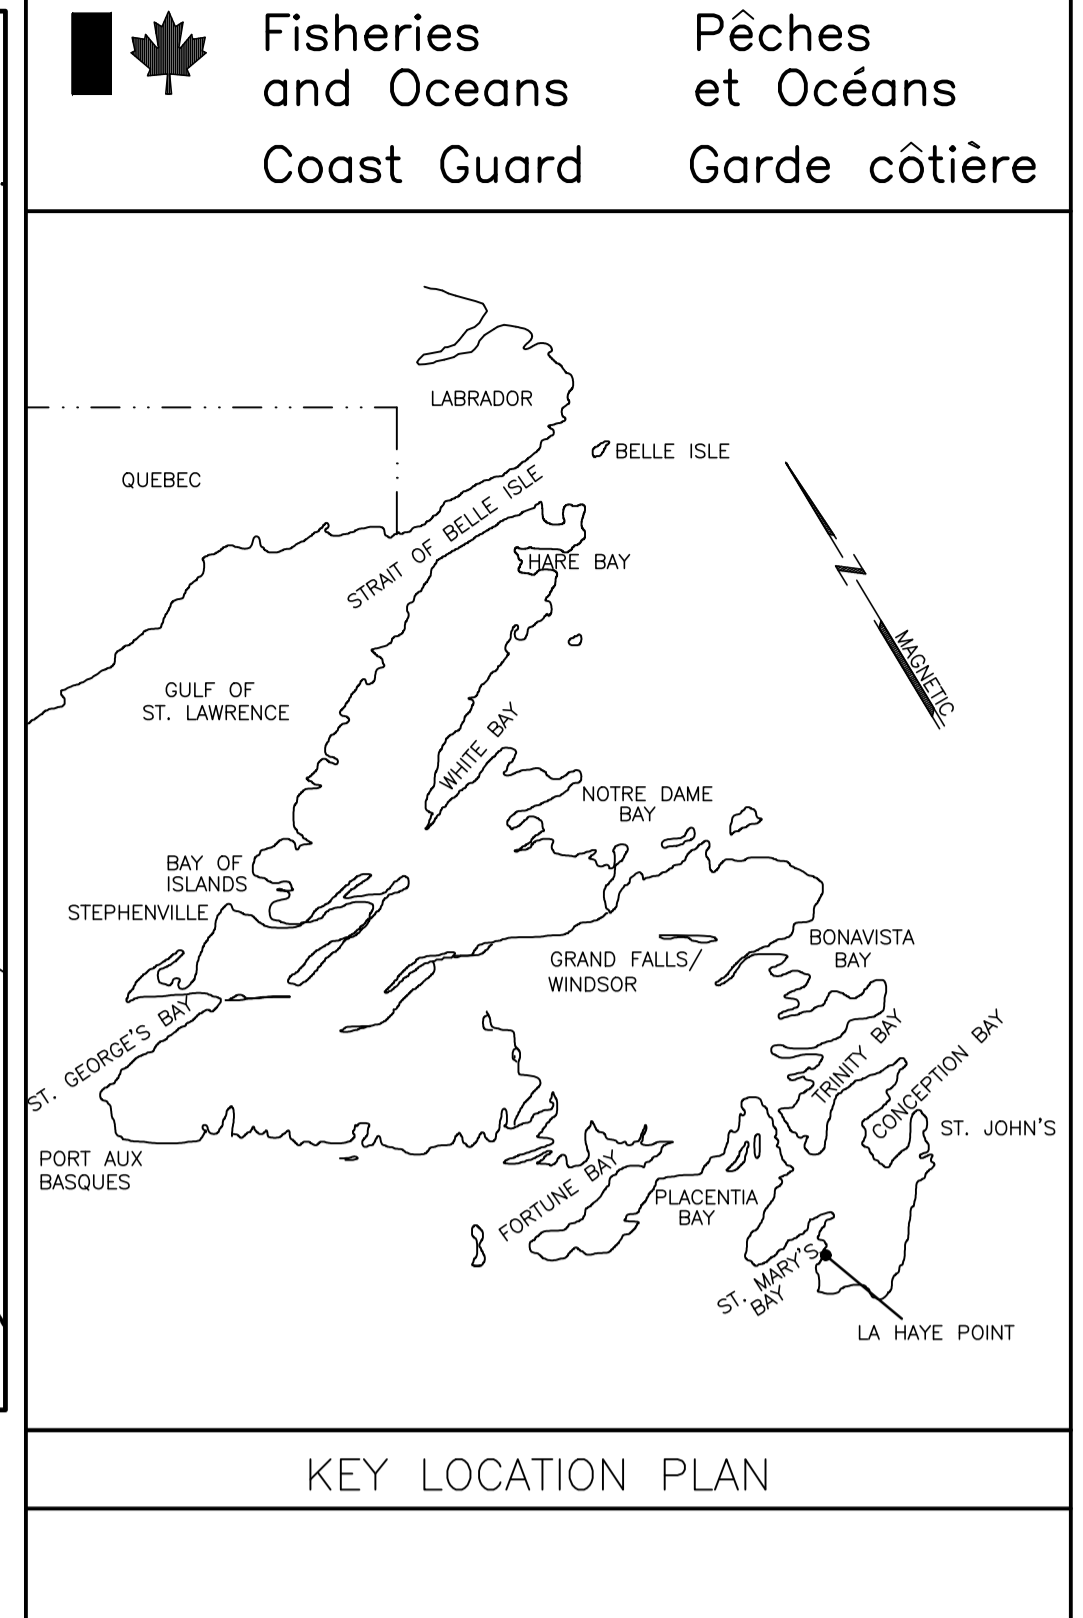 Fisheries
and Oceans
Coast Guard
Pêches
et Océans
Garde côtière
LABRADOR
BELLE ISLE
QUEBEC
STRAIT OF BELLE ISLE
HARE BAY
N
MAGNETIC
GULF OF
ST. LAWRENCE
WHITE BAY
NOTRE DAME
BAY
BAY OF
ISLANDS
STEPHENVILLE
GRAND FALLS/
WINDSOR
BONAVISTA
BAY
ST. GEORGE'S BAY
TRINITY BAY
CONCEPTION BAY
ST. JOHN'S
PORT AUX
BASQUES
FORTUNE BAY
PLACENTIA
BAY
ST. MARY'S
BAY
LA HAYE POINT
KEY LOCATION PLAN